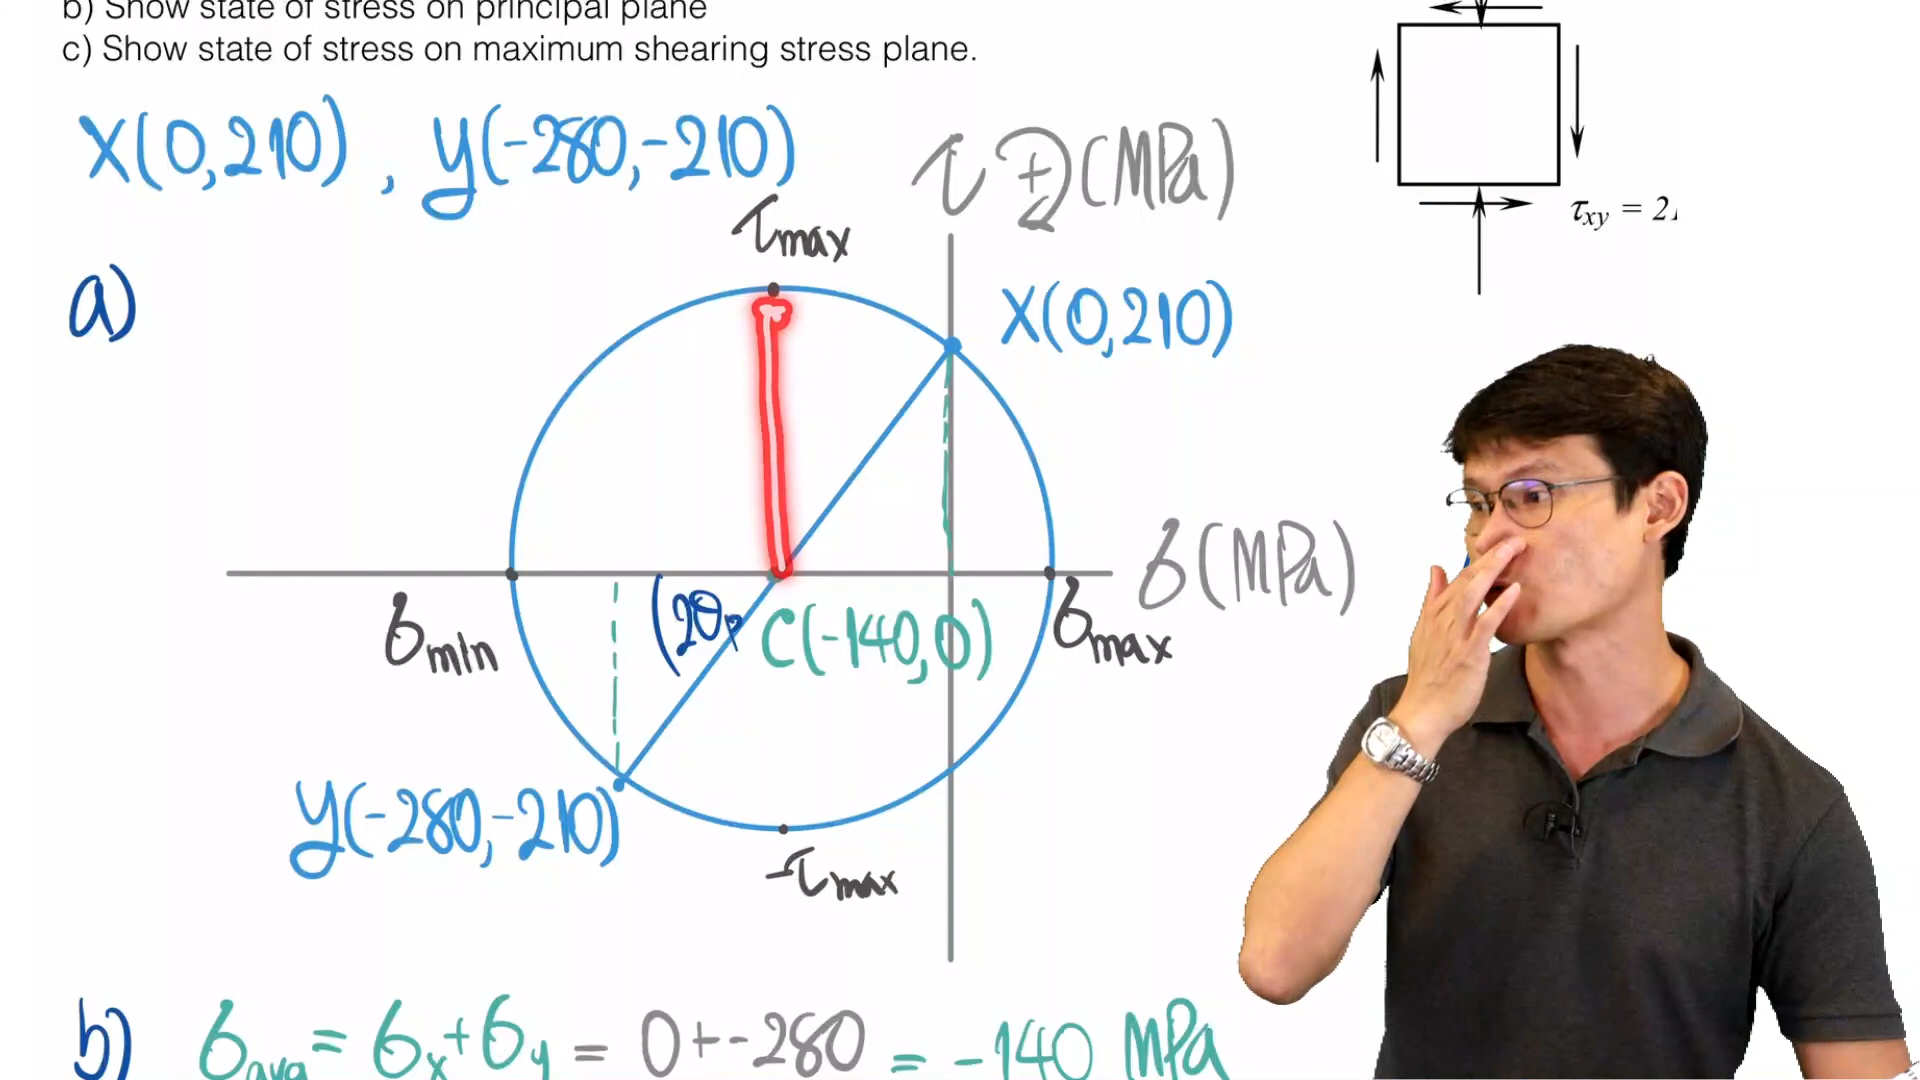 b) Show state of stress on principal plane
c) Show state of stress on maximum shearing stress plane.
X(0,210) , Y(-280,-210)
τ (MPa)
τxy = 2
τmax
a)
X(0,210)
σ(MPa)
(2θp
C(-140,0)
σmin
σmax
Y(-280,-210)
-τmax
b) σavg = σx+σy = 0+-280 = -140 MPa